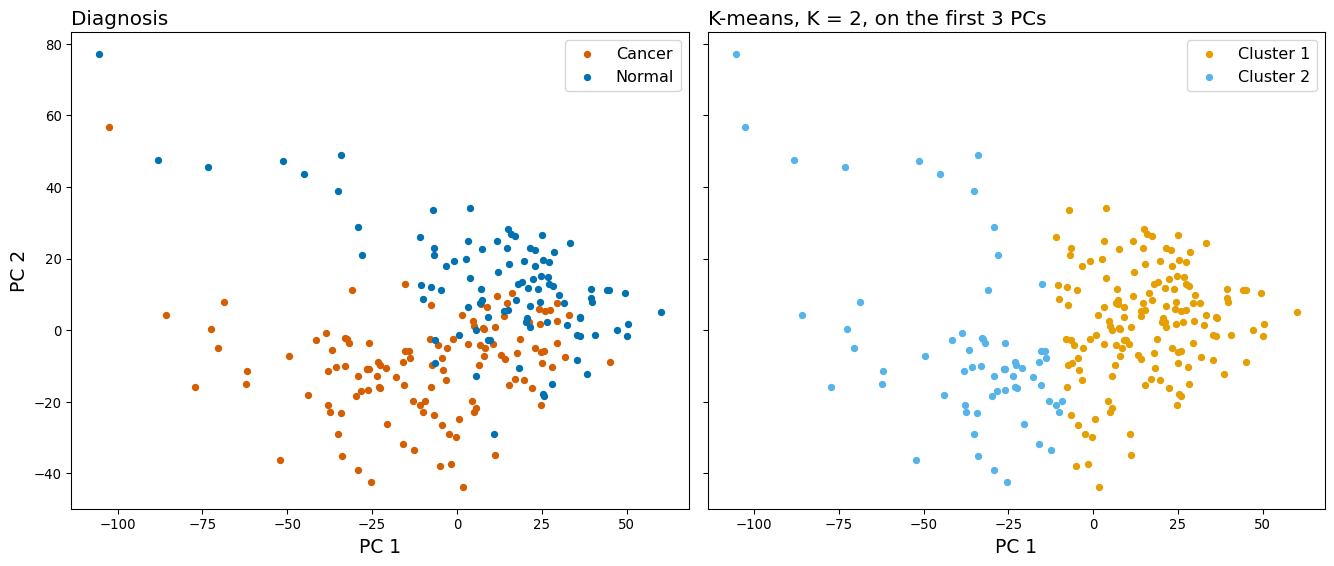 Diagnosis
K-means, K = 2, on the first 3 PCs
Cancer
Normal
Cluster 1
Cluster 2
80
60
40
20
0
−20
−40
PC 2
−100
−75
−50
−25
0
25
50
−100
−75
−50
−25
0
25
50
PC 1
PC 1